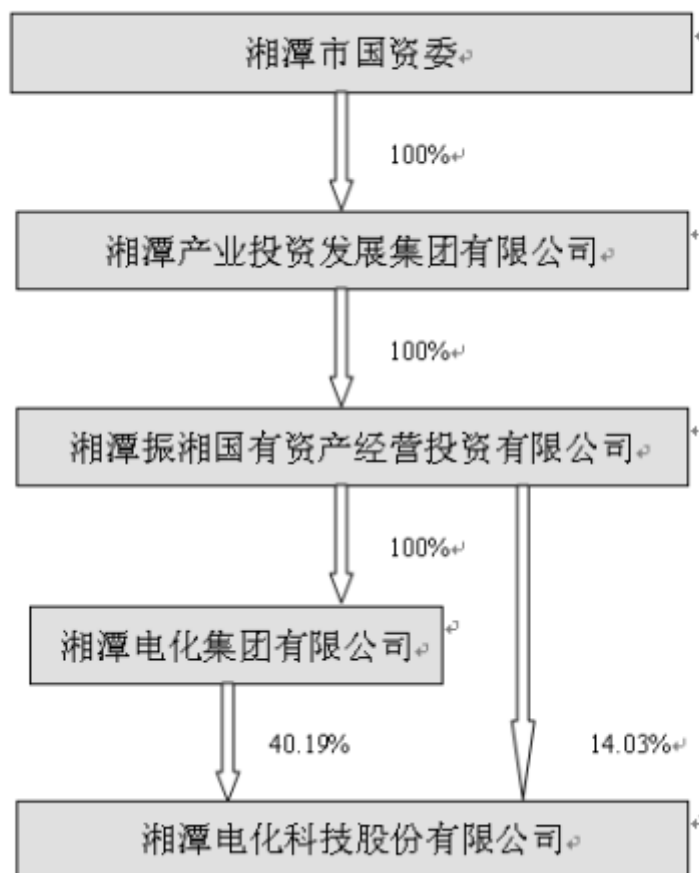 湘潭市国资委
100%
湘潭产业投资发展集团有限公司
100%
湘潭振湘国有资产经营投资有限公司
100%
湘潭电化集团有限公司
40.19%
14.03%
湘潭电化科技股份有限公司